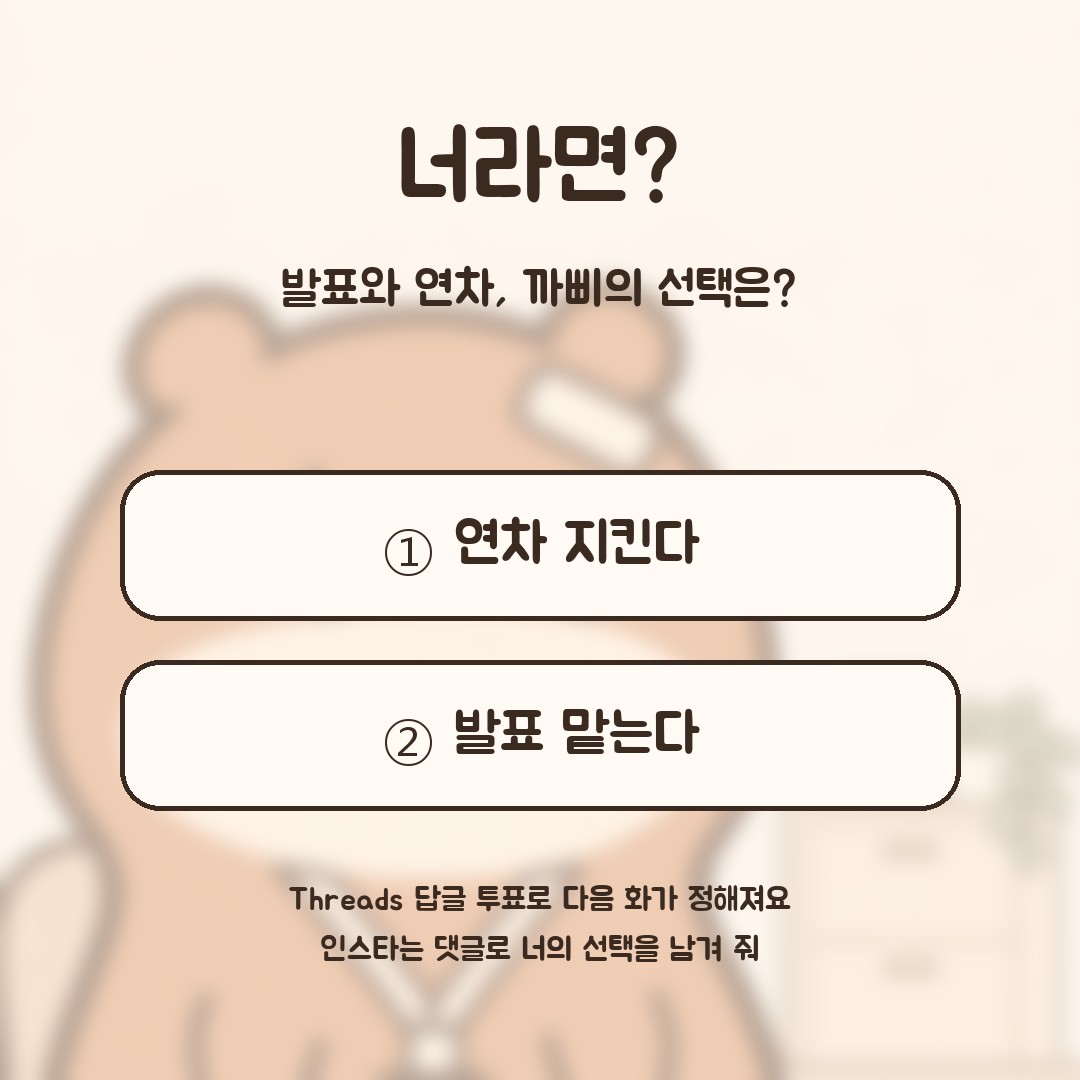 너라면?
발표와 연차, 까삐의 선택은?
① 연차 지킨다
② 발표 맡는다
Threads 답글 투표로 다음 화가 정해져요
인스타는 댓글로 너의 선택을 남겨 줘